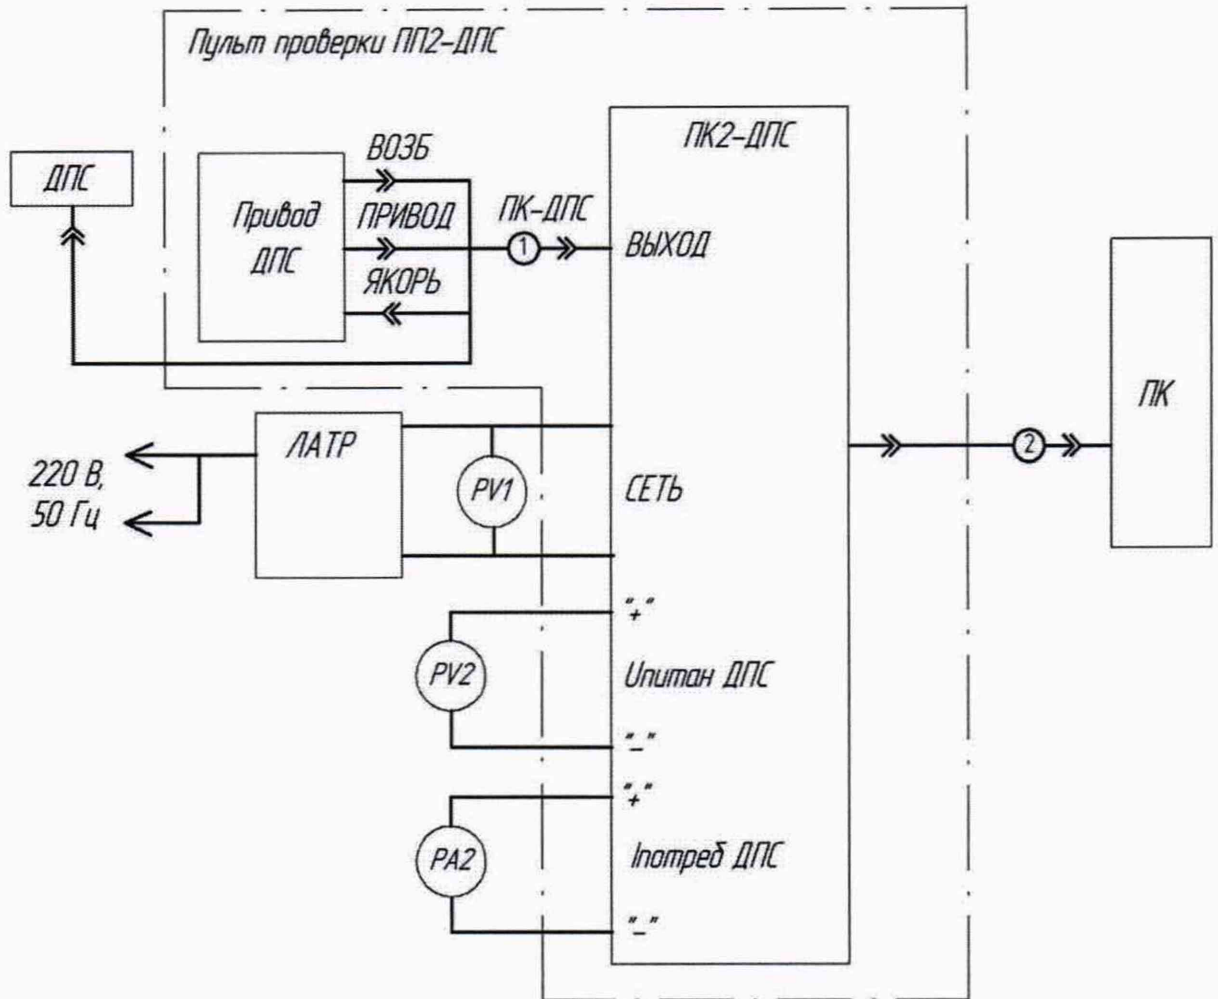 Пульт проверки ПП2-ДПС
ПК2-ДПС
ДПС
Привод
ДПС
ВОЗБ
ПРИВОД
ЯКОРЬ
ПК-ДПС
1
ВЫХОД
ПК
2
220 В,
50 Гц
ЛАТР
PV1
СЕТЬ
"+"
PV2
Uпитан ДПС
"-"
"+"
PA2
Iпотреб ДПС
"-"